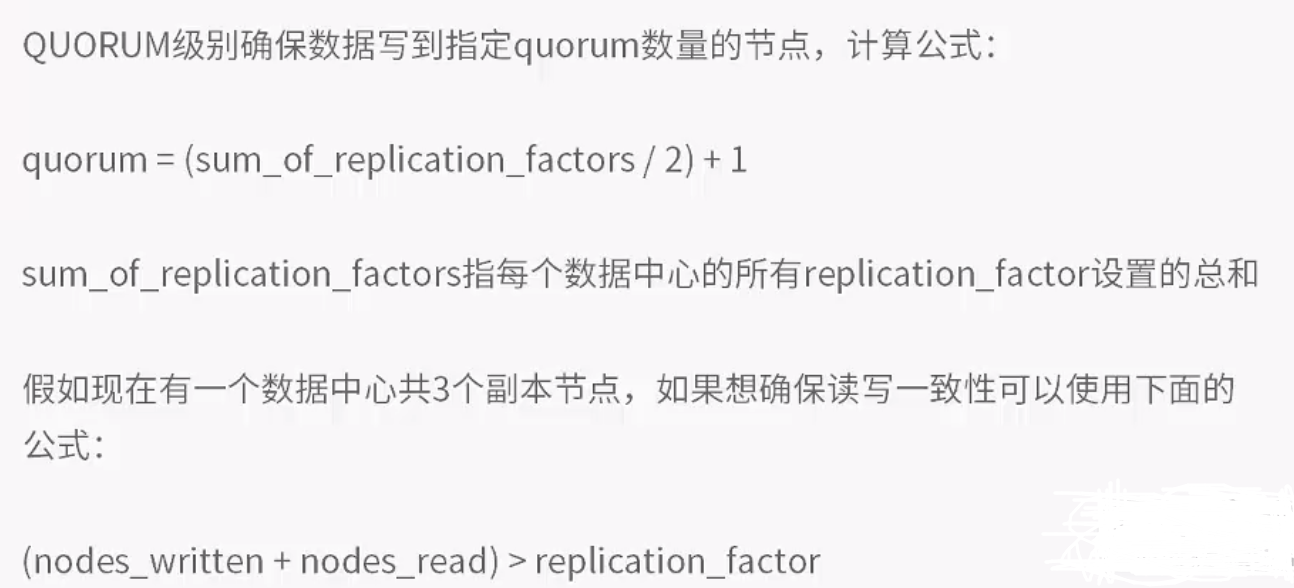 QUORUM级别确保数据写到指定quorum数量的节点，计算公式：
quorum = (sum_of_replication_factors / 2) + 1
sum_of_replication_factors指每个数据中心的所有replication_factor设置的总和
假如现在有一个数据中心共3个副本节点，如果想确保读写一致性可以使用下面的
公式：
(nodes_written + nodes_read) > replication_factor